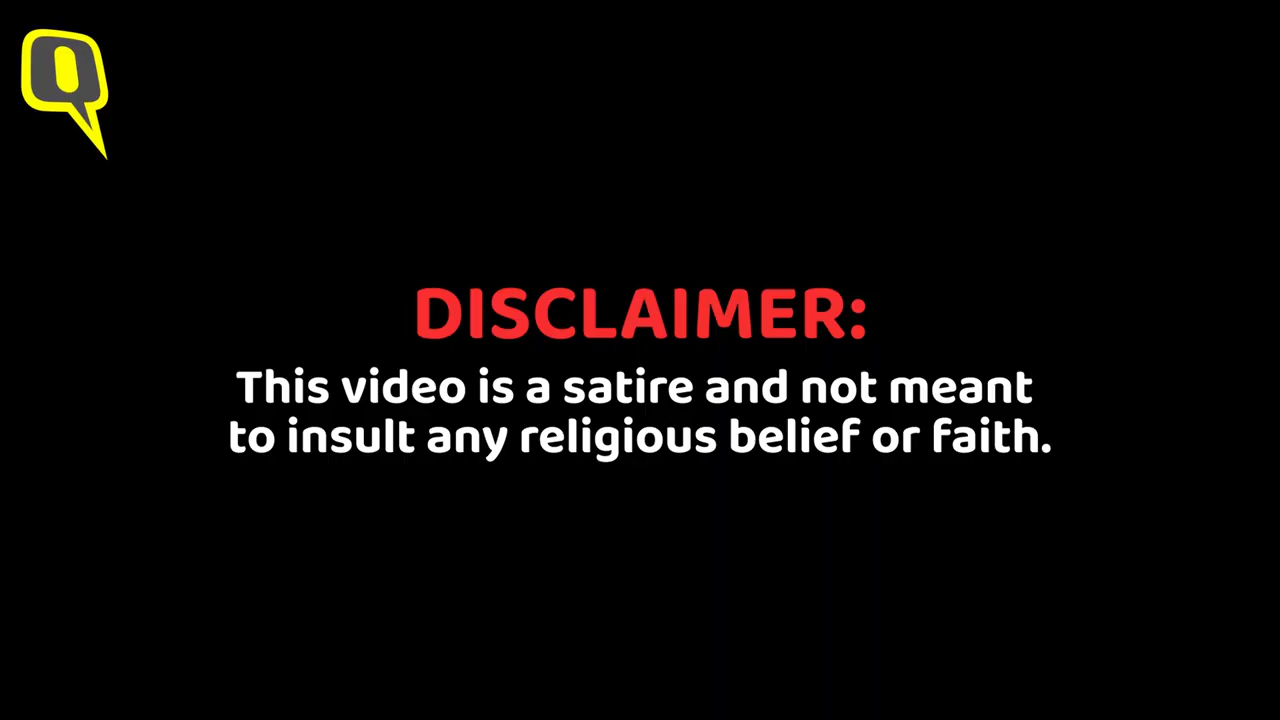 DISCLAIMER:
This video is a satire and not meant
to insult any religious belief or faith.